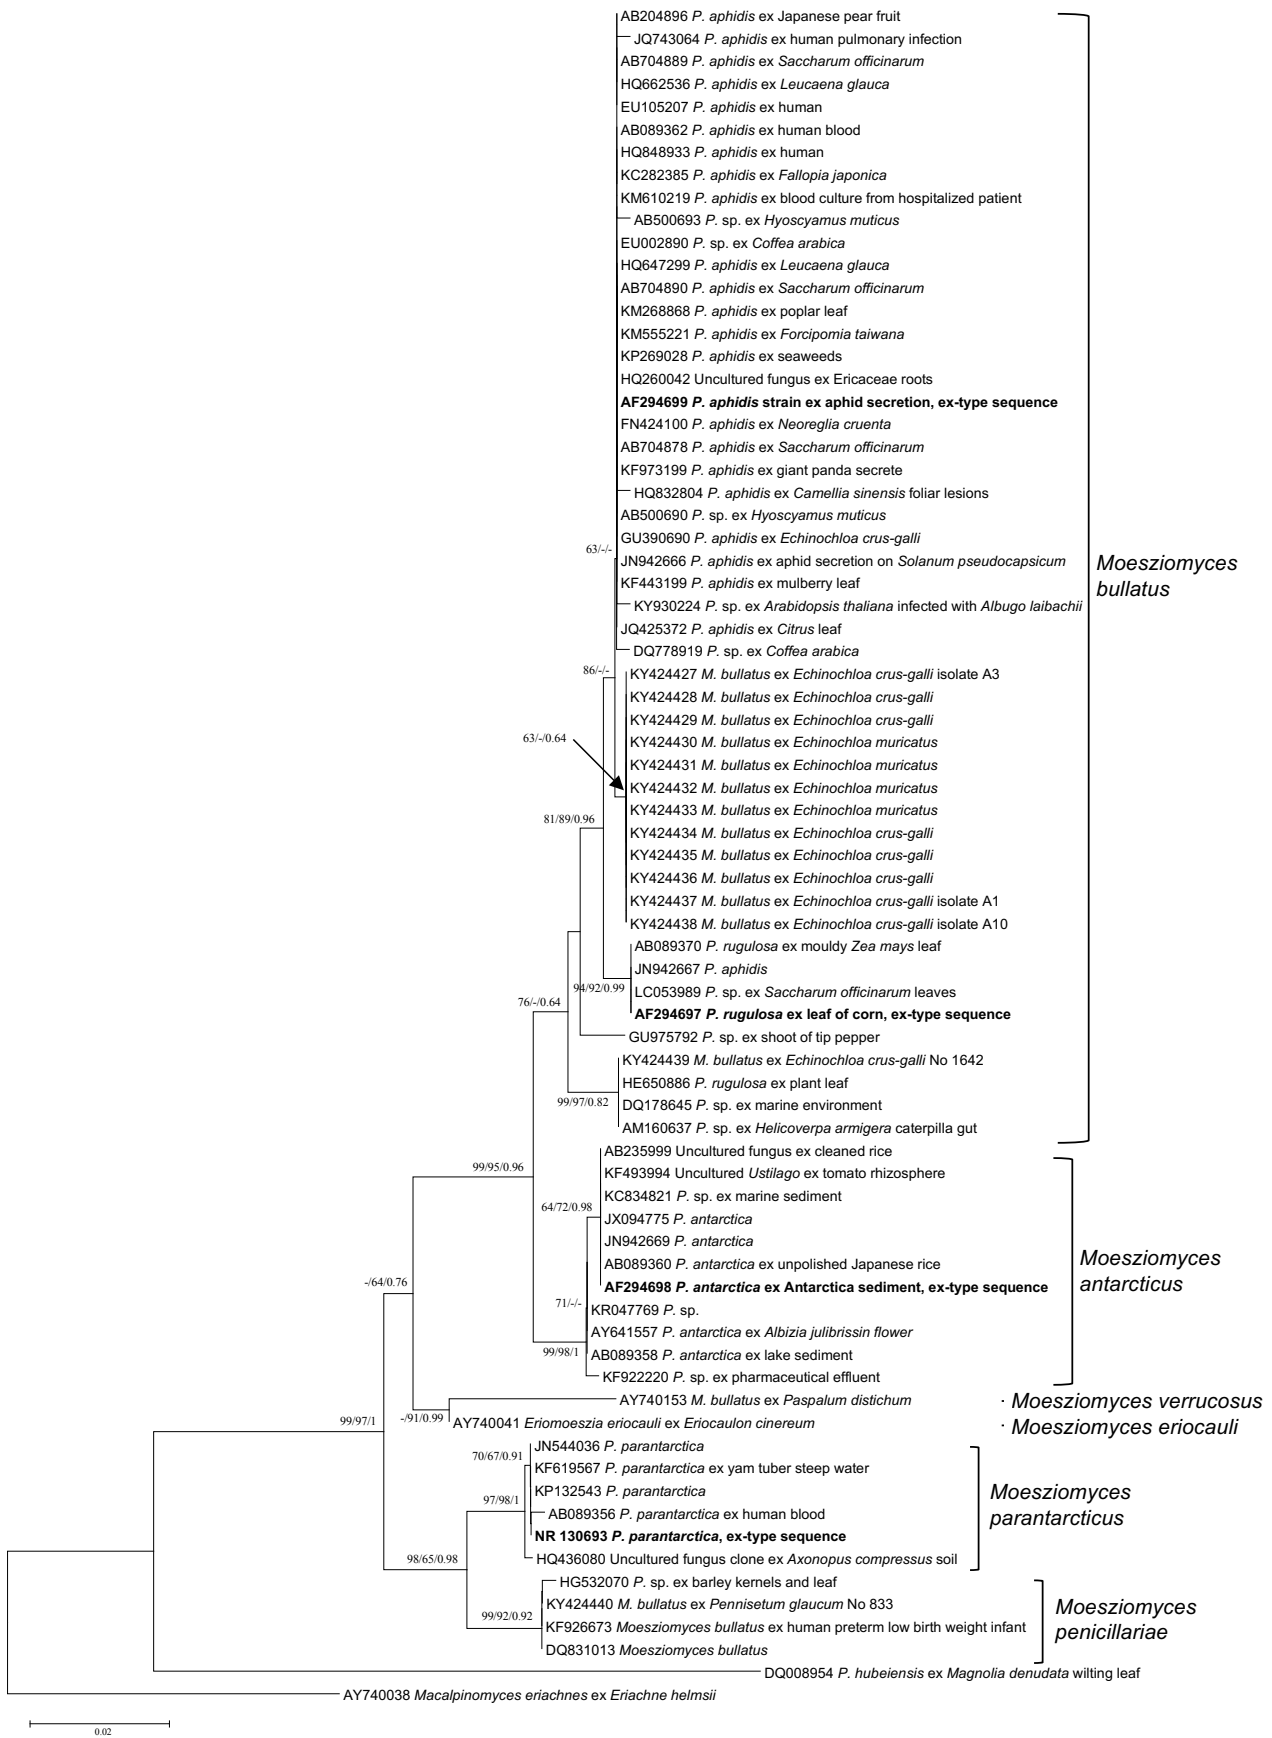 AB204896 P. aphidis ex Japanese pear fruit
JQ743064 P. aphidis ex human pulmonary infection
AB704889 P. aphidis ex Saccharum officinarum
HQ662536 P. aphidis ex Leucaena glauca
EU105207 P. aphidis ex human
AB089362 P. aphidis ex human blood
HQ848933 P. aphidis ex human
KC282385 P. aphidis ex Fallopia japonica
KM610219 P. aphidis ex blood culture from hospitalized patient
AB500693 P. sp. ex Hyoscyamus muticus
EU002890 P. sp. ex Coffea arabica
HQ647299 P. aphidis ex Leucaena glauca
AB704890 P. aphidis ex Saccharum officinarum
KM268868 P. aphidis ex poplar leaf
KM555221 P. aphidis ex Forcipomia taiwana
KP269028 P. aphidis ex seaweeds
HQ260042 Uncultured fungus ex Ericaceae roots
AF294699 P. aphidis strain ex aphid secretion, ex-type sequence
FN424100 P. aphidis ex Neoreglia cruenta
AB704878 P. aphidis ex Saccharum officinarum
KF973199 P. aphidis ex giant panda secrete
HQ832804 P. aphidis ex Camellia sinensis foliar lesions
AB500690 P. sp. ex Hyoscyamus muticus
GU390690 P. aphidis ex Echinochloa crus-galli
63/-/-
JN942666 P. aphidis ex aphid secretion on Solanum pseudocapsicum
Moesziomyces
bullatus
KF443199 P. aphidis ex mulberry leaf
KY930224 P. sp. ex Arabidopsis thaliana infected with Albugo laibachii
JQ425372 P. aphidis ex Citrus leaf
DQ778919 P. sp. ex Coffea arabica
86/-/-
KY424427 M. bullatus ex Echinochloa crus-galli isolate A3
KY424428 M. bullatus ex Echinochloa crus-galli
KY424429 M. bullatus ex Echinochloa crus-galli
63/-/0.64
KY424430 M. bullatus ex Echinochloa muricatus
KY424431 M. bullatus ex Echinochloa muricatus
KY424432 M. bullatus ex Echinochloa muricatus
KY424433 M. bullatus ex Echinochloa muricatus
81/89/0.96
KY424434 M. bullatus ex Echinochloa crus-galli
KY424435 M. bullatus ex Echinochloa crus-galli
KY424436 M. bullatus ex Echinochloa crus-galli
KY424437 M. bullatus ex Echinochloa crus-galli isolate A1
KY424438 M. bullatus ex Echinochloa crus-galli isolate A10
AB089370 P. rugulosa ex mouldy Zea mays leaf
JN942667 P. aphidis
94/92/0.99
LC053989 P. sp. ex Saccharum officinarum leaves
76/-/0.64
AF294697 P. rugulosa ex leaf of corn, ex-type sequence
GU975792 P. sp. ex shoot of tip pepper
KY424439 M. bullatus ex Echinochloa crus-galli No 1642
HE650886 P. rugulosa ex plant leaf
99/97/0.82
DQ178645 P. sp. ex marine environment
AM160637 P. sp. ex Helicoverpa armigera caterpilla gut
AB235999 Uncultured fungus ex cleaned rice
99/95/0.96
KF493994 Uncultured Ustilago ex tomato rhizosphere
KC834821 P. sp. ex marine sediment
64/72/0.98
JX094775 P. antarctica
JN942669 P. antarctica
AB089360 P. antarctica ex unpolished Japanese rice
Moesziomyces
antarcticus
-/64/0.76
AF294698 P. antarctica ex Antarctica sediment, ex-type sequence
71/-/-
KR047769 P. sp.
AY641557 P. antarctica ex Albizia julibrissin flower
99/98/1
AB089358 P. antarctica ex lake sediment
KF922220 P. sp. ex pharmaceutical effluent
AY740153 M. bullatus ex Paspalum distichum
· Moesziomyces verrucosus
99/97/1
-/91/0.99
AY740041 Eriomoeszia eriocauli ex Eriocaulon cinereum
· Moesziomyces eriocauli
JN544036 P. parantarctica
70/67/0.91
KF619567 P. parantarctica ex yam tuber steep water
KP132543 P. parantarctica
97/98/1
Moesziomyces
parantarcticus
AB089356 P. parantarctica ex human blood
NR 130693 P. parantarctica, ex-type sequence
98/65/0.98
HQ436080 Uncultured fungus clone ex Axonopus compressus soil
HG532070 P. sp. ex barley kernels and leaf
KY424440 M. bullatus ex Pennisetum glaucum No 833
99/92/0.92
Moesziomyces
penicillariae
KF926673 Moesziomyces bullatus ex human preterm low birth weight infant
DQ831013 Moesziomyces bullatus
DQ008954 P. hubeiensis ex Magnolia denudata wilting leaf
AY740038 Macalpinomyces eriachnes ex Eriachne helmsii
0.02